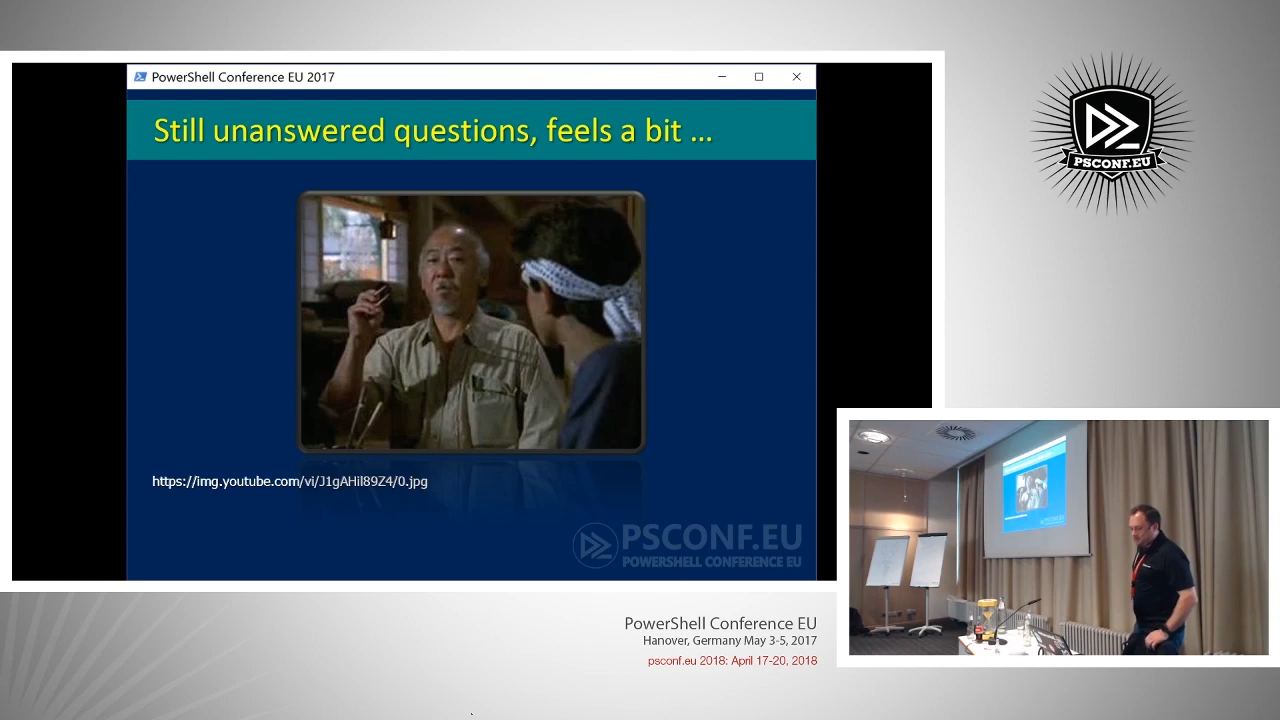 PowerShell Conference EU 2017
Still unanswered questions, feels a bit ...
https://img.youtube.com/vi/J1gAHil89Z4/0.jpg
PSCONF.EU
POWERSHELL CONFERENCE EU
PSCONF.EU
PowerShell Conference EU
Hanover, Germany May 3-5, 2017
psconf.eu 2018: April 17-20, 2018